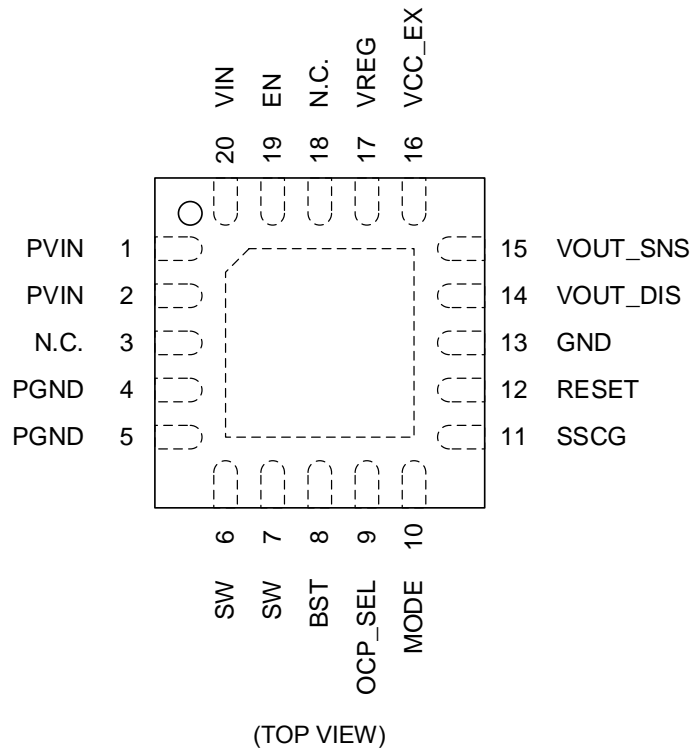 VIN EN N.C. VREG VCC_EX
20 19 18 17 16
PVIN 1 15 VOUT_SNS
PVIN 2 14 VOUT_DIS
N.C. 3 13 GND
PGND 4 12 RESET
PGND 5 11 SSCG
6 7 8 9 10
SW SW BST OCP_SEL MODE
(TOP VIEW)